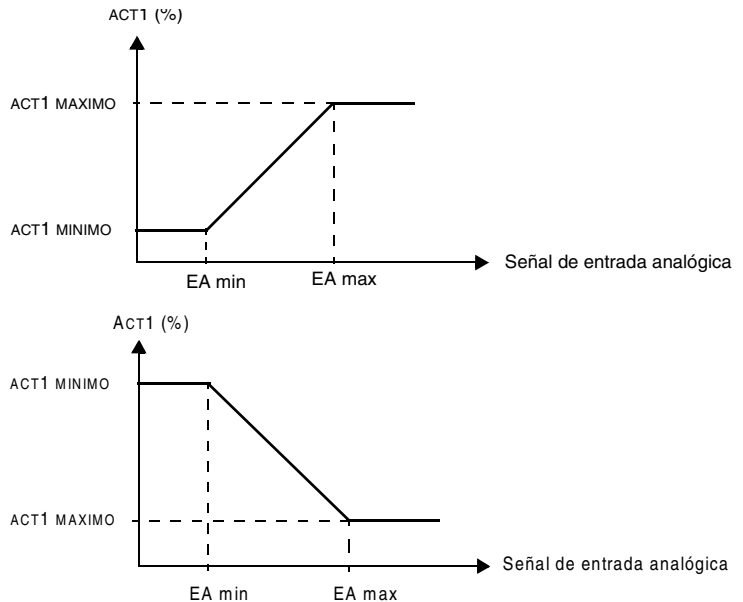 ACT1 (%)
ACT1 MAXIMO
ACT1 MINIMO
Señal de entrada analógica
EA min
EA max
ACT1 (%)
ACT1 MINIMO
ACT1 MAXIMO
Señal de entrada analógica
EA min
EA max